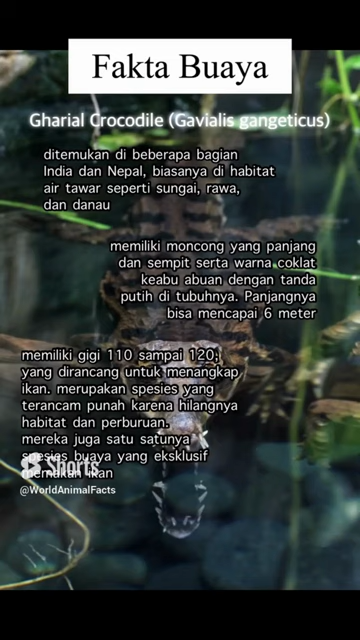 Fakta Buaya
Gharial Crocodile (Gavialis gangeticus)
ditemukan di beberapa bagian
India dan Nepal, biasanya di habitat
air tawar seperti sungai, rawa,
dan danau
memiliki moncong yang panjang
dan sempit serta warna coklat
keabu abuan dengan tanda
putih di tubuhnya. Panjangnya
bisa mencapai 6 meter
memiliki gigi 110 sampai 120,
yang dirancang untuk menangkap
ikan. merupakan spesies yang
terancam punah karena hilangnya
habitat dan perburuan.
mereka juga satu satunya
spesies buaya yang eksklusif
memakan ikan
Shorts
@WorldAnimalFacts